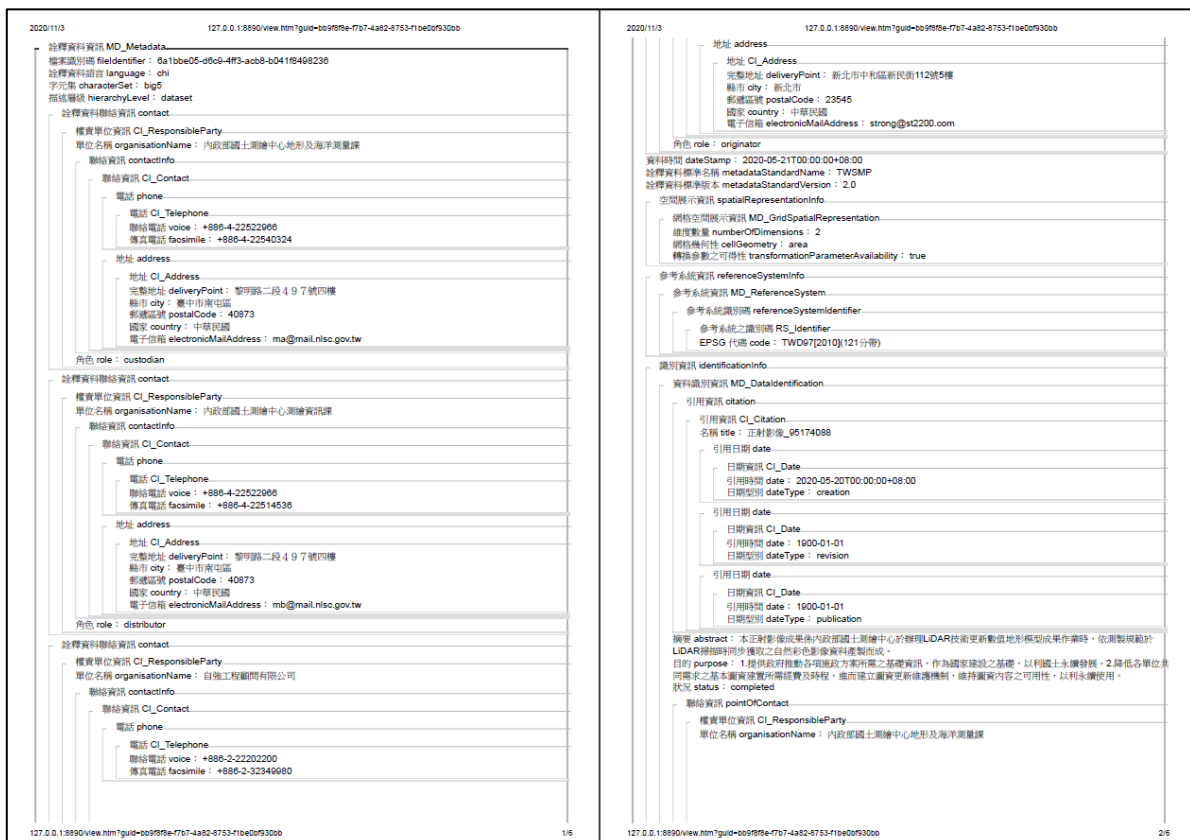 2020/11/3 127.0.0.1:8890/view.htm?guid=bb9f8f8e-f7b7-4a82-8753-f1be0bf930bb
詮釋資料資訊 MD_Metadata
檔案識別碼 fileIdentifier： 6a1bbe05-d6c9-4ff3-acb8-b041f8498236
詮釋資料語言 language： chi
字元集 characterSet： big5
描述層級 hierarchyLevel： dataset
詮釋資料聯絡資訊 contact
權責單位資訊 CI_ResponsibleParty
單位名稱 organisationName： 內政部國土測繪中心地形及海洋測量課
聯絡資訊 contactInfo
聯絡資訊 CI_Contact
電話 phone
電話 CI_Telephone
聯絡電話 voice： +886-4-22522966
傳真電話 facsimile： +886-4-22540324
地址 address
地址 CI_Address
完整地址 deliveryPoint： 黎明路二段４９７號四樓
縣市 city： 臺中市南屯區
郵遞區號 postalCode： 40873
國家 country： 中華民國
電子信箱 electronicMailAddress： ma@mail.nlsc.gov.tw
角色 role： custodian
詮釋資料聯絡資訊 contact
權責單位資訊 CI_ResponsibleParty
單位名稱 organisationName： 內政部國土測繪中心測繪資訊課
聯絡資訊 contactInfo
聯絡資訊 CI_Contact
電話 phone
電話 CI_Telephone
聯絡電話 voice： +886-4-22522966
傳真電話 facsimile： +886-4-22514536
地址 address
地址 CI_Address
完整地址 deliveryPoint： 黎明路二段４９７號四樓
縣市 city： 臺中市南屯區
郵遞區號 postalCode： 40873
國家 country： 中華民國
電子信箱 electronicMailAddress： mb@mail.nlsc.gov.tw
角色 role： distributor
詮釋資料聯絡資訊 contact
權責單位資訊 CI_ResponsibleParty
單位名稱 organisationName： 自強工程顧問有限公司
聯絡資訊 contactInfo
聯絡資訊 CI_Contact
電話 phone
電話 CI_Telephone
聯絡電話 voice： +886-2-22202200
傳真電話 facsimile： +886-2-32349980
127.0.0.1:8890/view.htm?guid=bb9f8f8e-f7b7-4a82-8753-f1be0bf930bb 1/6
2020/11/3 127.0.0.1:8890/view.htm?guid=bb9f8f8e-f7b7-4a82-8753-f1be0bf930bb
地址 address
地址 CI_Address
完整地址 deliveryPoint： 新北市中和區新民街112號5樓
縣市 city： 新北市
郵遞區號 postalCode： 23545
國家 country： 中華民國
電子信箱 electronicMailAddress： strong@st2200.com
角色 role： originator
資料時間 dateStamp： 2020-05-21T00:00:00+08:00
詮釋資料標準名稱 metadataStandardName： TWSMP
詮釋資料標準版本 metadataStandardVersion： 2.0
空間展示資訊 spatialRepresentationInfo
網格空間展示資訊 MD_GridSpatialRepresentation
維度數量 numberOfDimensions： 2
網格幾何性 cellGeometry： area
轉換參數之可得性 transformationParameterAvailability： true
參考系統資訊 referenceSystemInfo
參考系統資訊 MD_ReferenceSystem
參考系統識別碼 referenceSystemIdentifier
參考系統之識別碼 RS_Identifier
EPSG 代碼 code： TWD97[2010](121分帶)
識別資訊 identificationInfo
資料識別資訊 MD_DataIdentification
引用資訊 citation
引用資訊 CI_Citation
名稱 title： 正射影像_95174088
引用日期 date
日期資訊 CI_Date
引用時間 date： 2020-05-20T00:00:00+08:00
日期型別 dateType： creation
引用日期 date
日期資訊 CI_Date
引用時間 date： 1900-01-01
日期型別 dateType： revision
引用日期 date
日期資訊 CI_Date
引用時間 date： 1900-01-01
日期型別 dateType： publication
摘要 abstract： 本正射影像成果係內政部國土測繪中心於辦理LiDAR技術更新數值地形模型成果作業時，依測製規範於
LiDAR掃描時同步獲取之自然彩色影像資料產製而成。
目的 purpose： 1.提供政府推動各項施政方案所需之基礎資訊，作為國家建設之基礎，以利國土永續發展。2.降低各單位共
同需求之基本圖資建置所需經費及時程，進而建立圖資更新維護機制，維持圖資內容之可用性，以利永續使用。
狀況 status： completed
聯絡資訊 pointOfContact
權責單位資訊 CI_ResponsibleParty
單位名稱 organisationName： 內政部國土測繪中心地形及海洋測量課
127.0.0.1:8890/view.htm?guid=bb9f8f8e-f7b7-4a82-8753-f1be0bf930bb 2/6